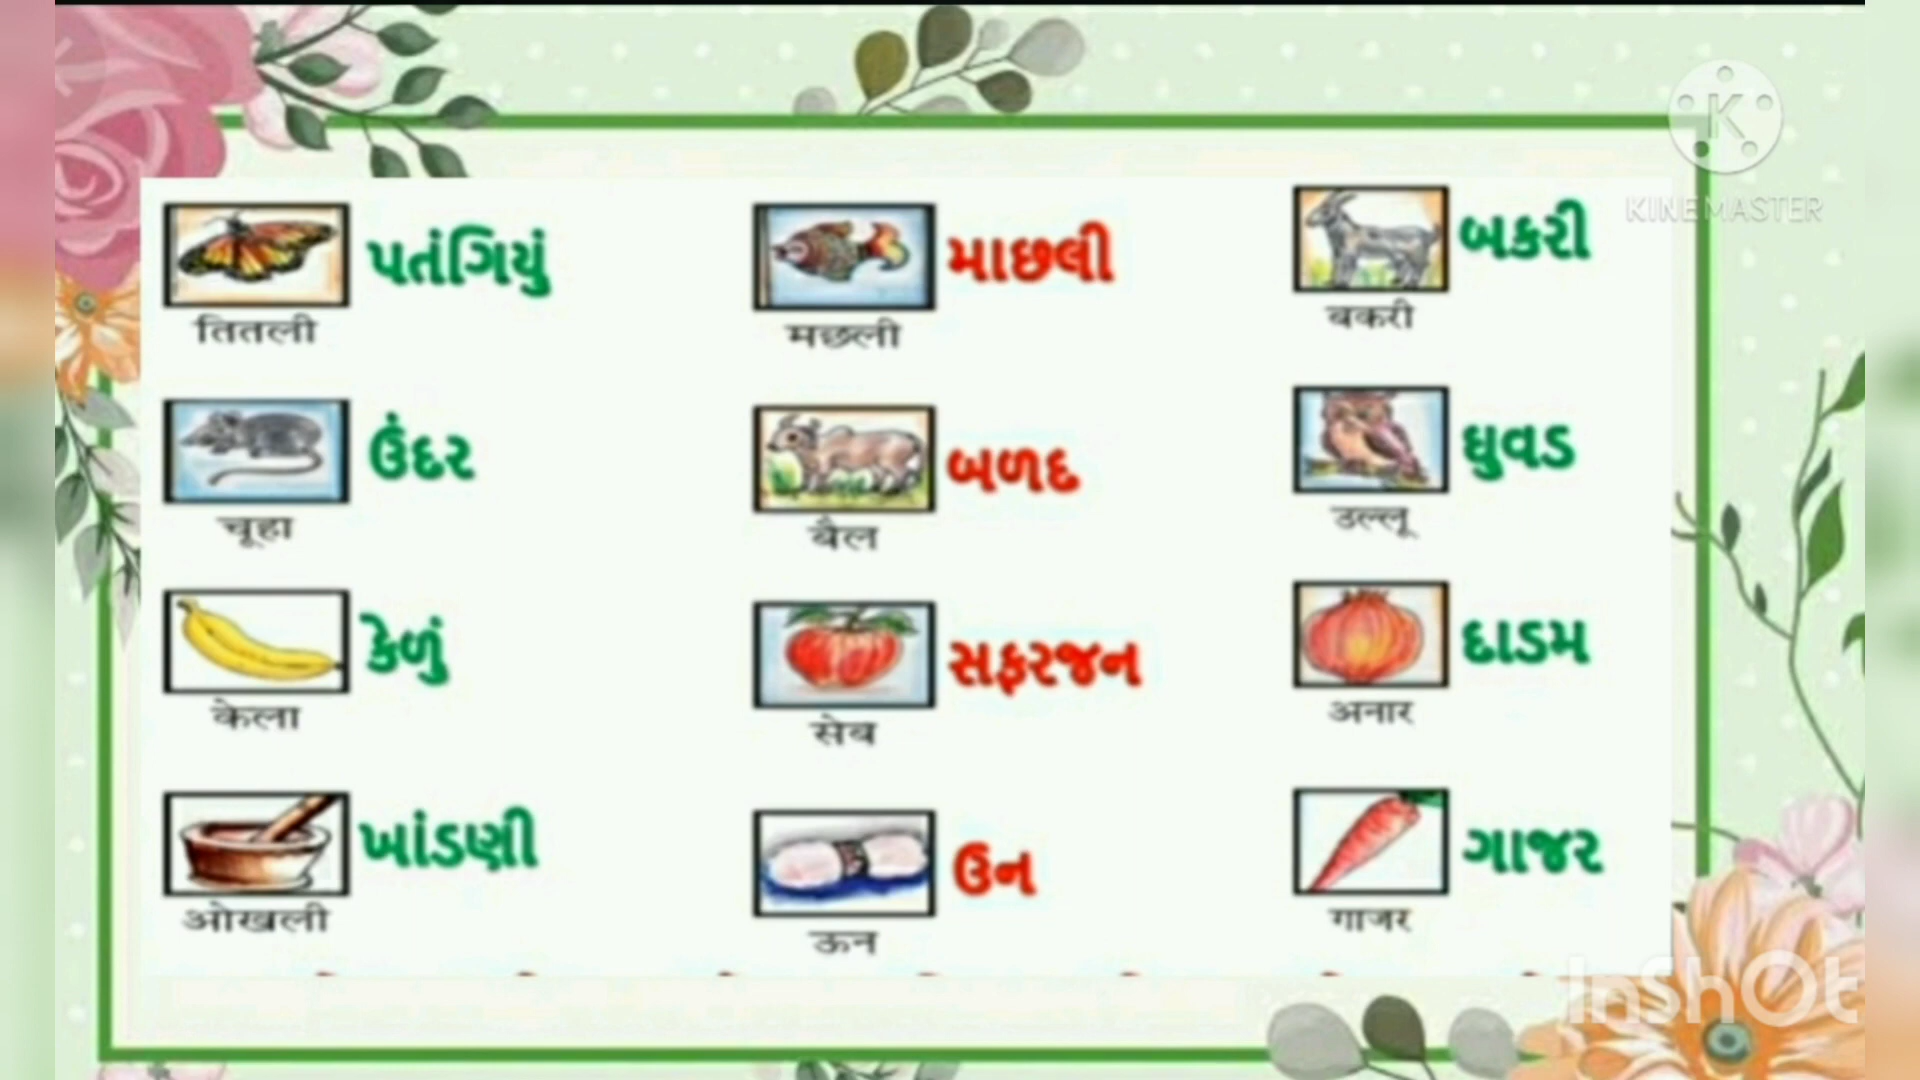 પતંગિયું
तितली
માછલી
मछली
બકરી
बकरी
ઉંદર
चूहा
બળદ
बैल
ઘુવડ
उल्लू
કેળું
केला
સફરજન
सेब
દાડમ
अनार
ખાંડણી
ओखली
ઉન
ऊन
ગાજર
गाजर
K
KINEMASTER
InShOt